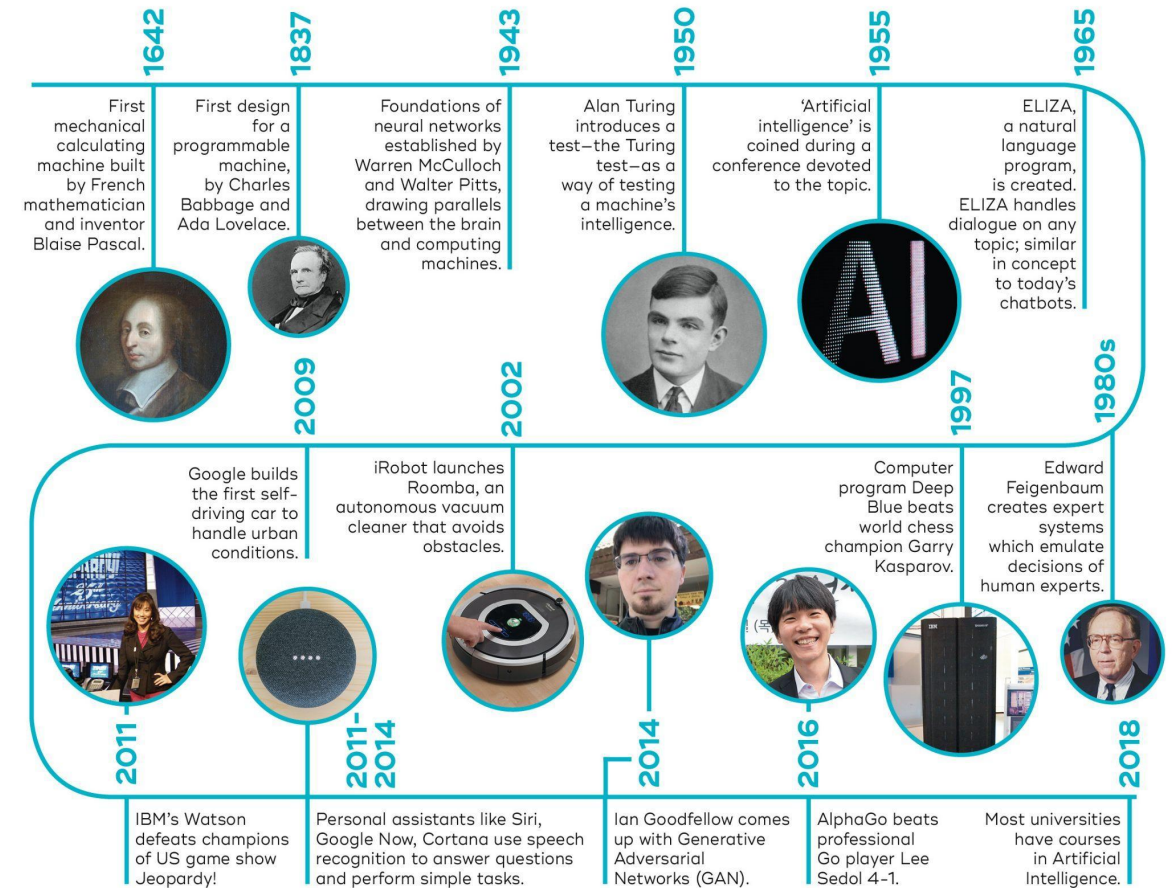 1642
First
mechanical
calculating
machine built
by French
mathematician
and inventor
Blaise Pascal.
1837
First design
for a
programmable
machine,
by Charles
Babbage and
Ada Lovelace.
1943
Foundations of
neural networks
established by
Warren McCulloch
and Walter Pitts,
drawing parallels
between the brain
and computing
machines.
1950
Alan Turing
introduces a
test—the Turing
test—as a
way of testing
a machine's
intelligence.
1955
'Artificial
intelligence' is
coined during a
conference devoted
to the topic.
AI
1965
ELIZA,
a natural
language
program,
is created.
ELIZA handles
dialogue on any
topic; similar
in concept
to today's
chatbots.
1980s
Edward
Feigenbaum
creates expert
systems
which emulate
decisions of
human experts.
1997
Computer
program Deep
Blue beats
world chess
champion Garry
Kasparov.
IBM
2002
iRobot launches
Roomba, an
autonomous vacuum
cleaner that avoids
obstacles.
2009
Google builds
the first self-
driving car to
handle urban
conditions.
2011
IBM's Watson
defeats champions
of US game show
Jeopardy!
2011-
2014
Personal assistants like Siri,
Google Now, Cortana use speech
recognition to answer questions
and perform simple tasks.
2014
Ian Goodfellow comes
up with Generative
Adversarial
Networks (GAN).
2016
AlphaGo beats
professional
Go player Lee
Sedol 4-1.
2018
Most universities
have courses
in Artificial
Intelligence.